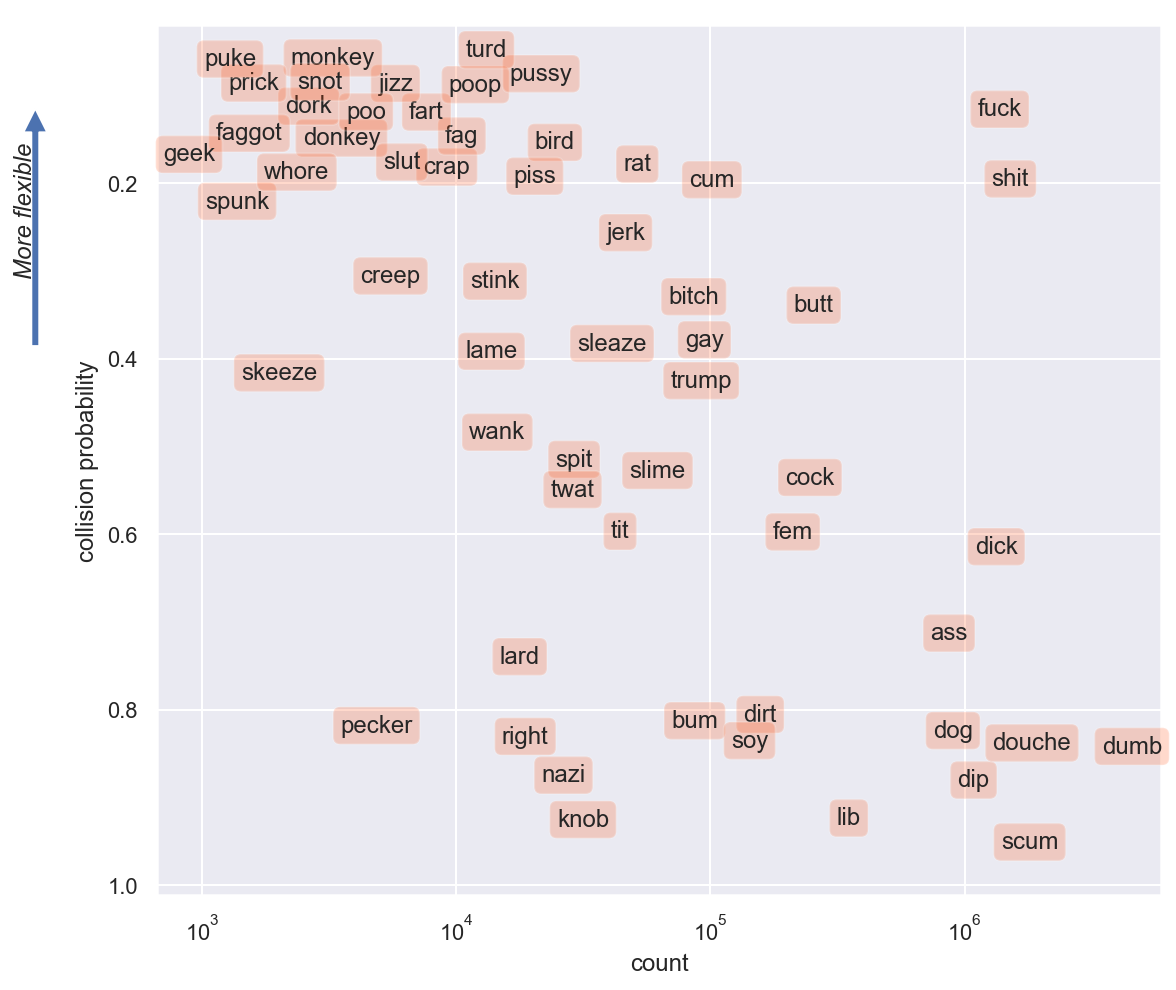 turd
puke
monkey
pussy
prick
snot
jizz
poop
dork
poo
fart
fuck
faggot
donkey
fag
bird
geek
whore
slut
crap
piss
rat
cum
shit
0.2
spunk
More flexible
jerk
creep
stink
bitch
butt
lame
sleaze
gay
0.4
skeeze
trump
wank
collision probability
spit
slime
cock
twat
tit
fem
0.6
dick
ass
lard
0.8
pecker
bum
dirt
right
soy
dog
douche
dumb
nazi
dip
knob
lib
scum
1.0
10³
10⁴
10⁵
10⁶
count